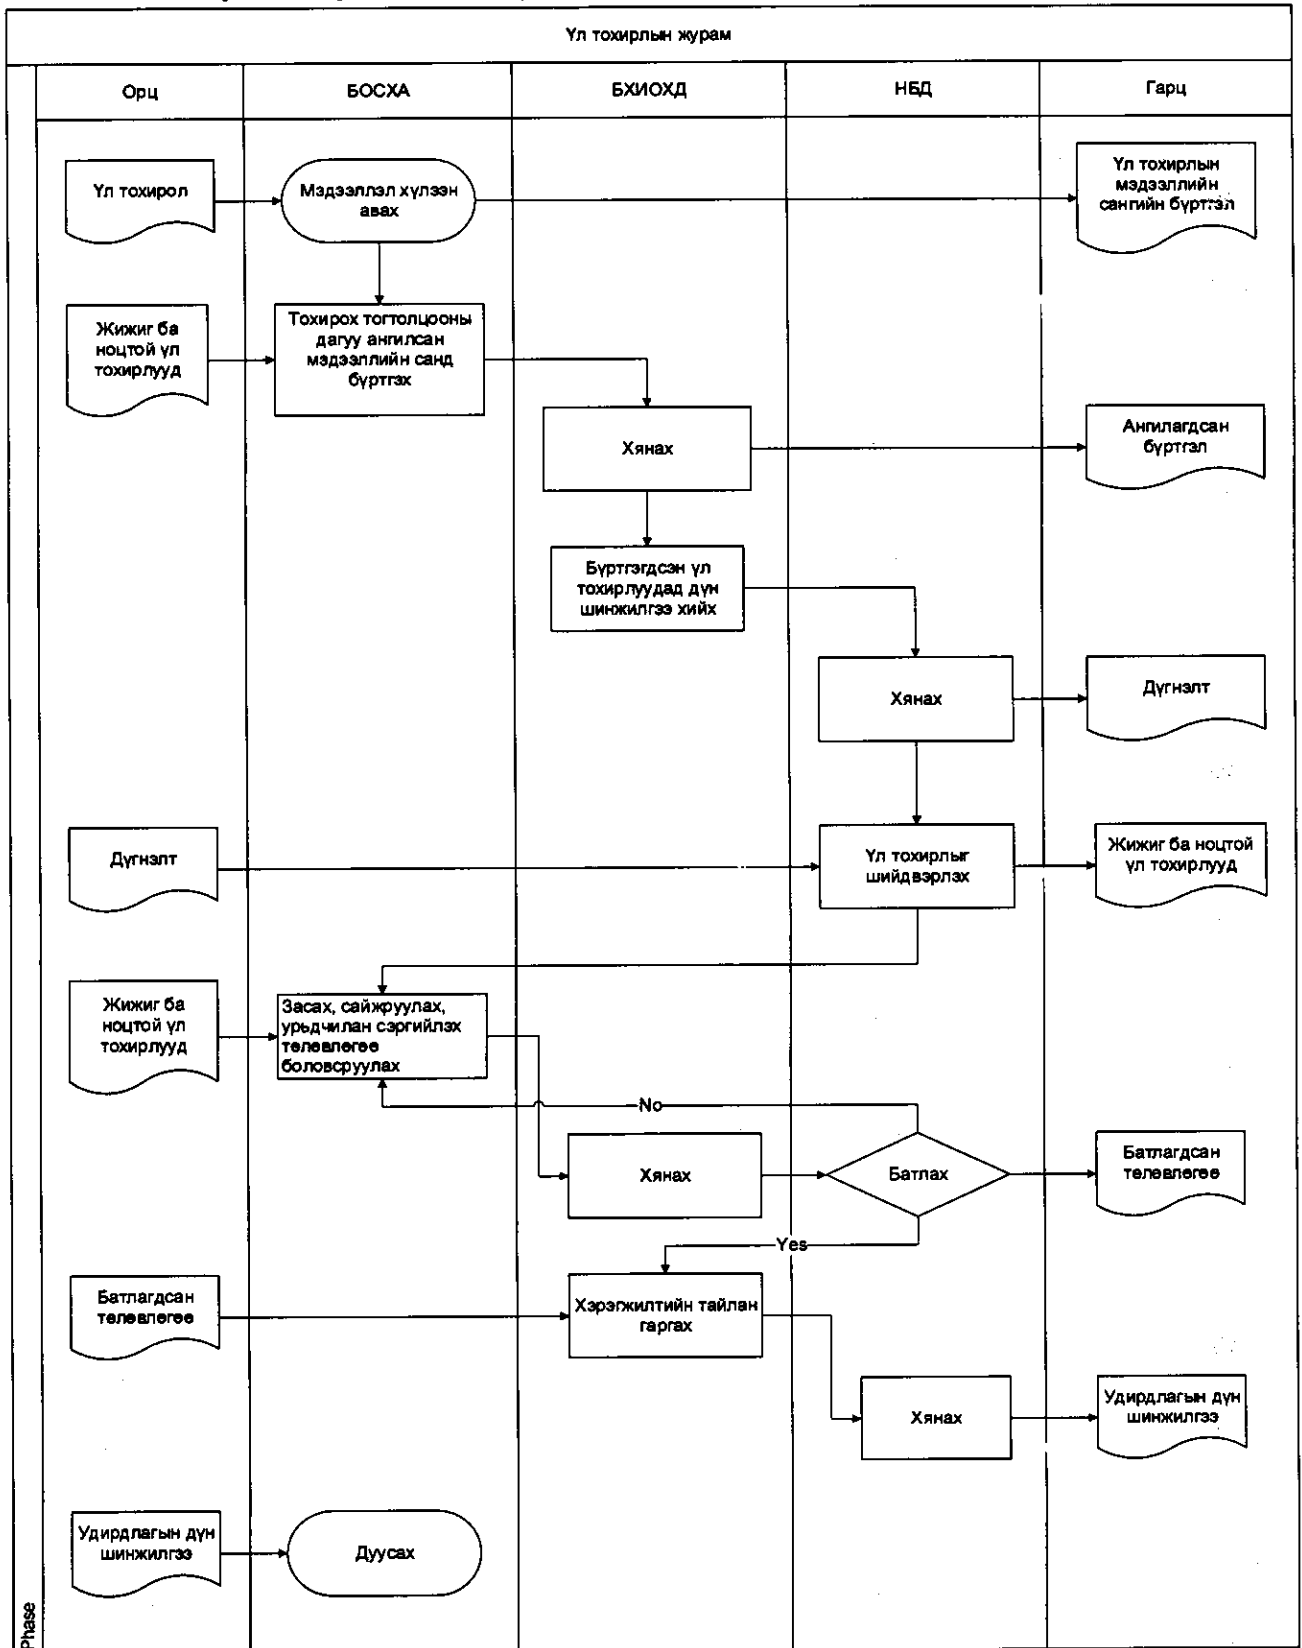 Үл тохирлын журам
Орц
БОСХА
БХИОХД
НБД
Гарц
Үл тохирол
Мэдээллэл хүлээн
авах
Үл тохирлын
мэдээллийн
сангийн бүртгэл
Жижиг ба
ноцтой үл
тохирлууд
Тохирох тогтолцооны
дагуу ангилсан
мэдээллийн санд
бүртгэх
Хянах
Ангилагдсан
бүртгэл
Бүртгэгдсэн үл
тохирлуудад дүн
шинжилгээ хийх
Хянах
Дүгнэлт
Дүгнэлт
Үл тохирлыг
шийдвэрлэх
Жижиг ба ноцтой
үл тохирлууд
Жижиг ба
ноцтой үл
тохирлууд
Засах, сайжруулах,
урьдчилан сэргийлэх
төлөвлөгөө
боловсруулах
No
Хянах
Батлах
Батлагдсан
төлөвлөгөө
Yes
Батлагдсан
төлөвлөгөө
Хэрэгжилтийн тайлан
гаргах
Хянах
Удирдлагын дүн
шинжилгээ
Удирдлагын дүн
шинжилгээ
Дуусах
Phase